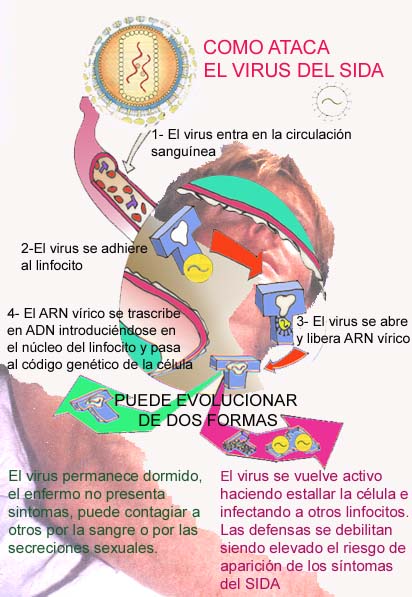 COMO ATACA
EL VIRUS DEL SIDA
1- El virus entra en la circulación
sanguínea
2-El virus se adhiere
al linfocito
3- El virus se abre
y libera ARN vírico
4- El ARN vírico se trascribe
en ADN introduciéndose en
el núcleo del linfocito y pasa
al código genético de la célula
PUEDE EVOLUCIONAR
DE DOS FORMAS
El virus permanece dormido,
el enfermo no presenta
sintomas, puede contagiar a
otros por la sangre o por las
secreciones sexuales.
El virus se vuelve activo
haciendo estallar la célula e
infectando a otros linfocitos.
Las defensas se debilitan
siendo elevado el riesgo de
aparición de los síntomas
del SIDA